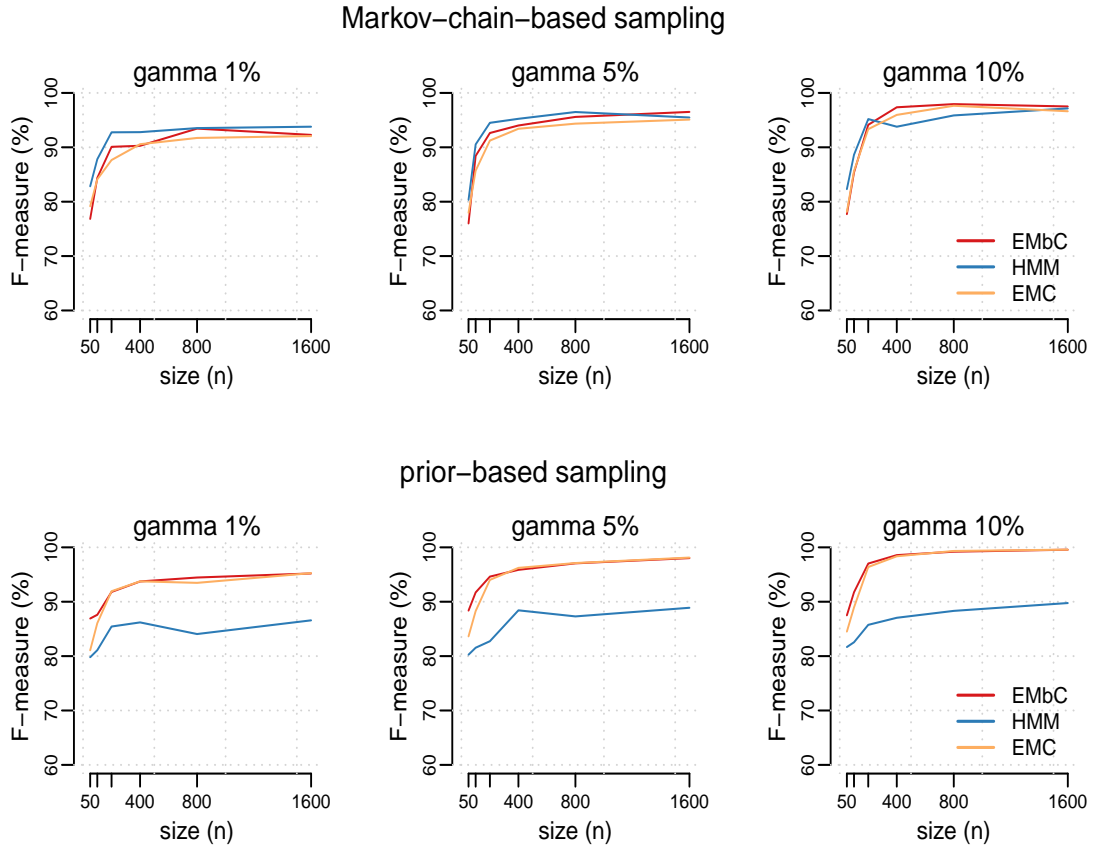 Markov−chain−based sampling
gamma 1%
gamma 5%
gamma 10%
F−measure (%)
100
90
80
70
60
50
400
800
1600
size (n)
F−measure (%)
100
90
80
70
60
50
400
800
1600
size (n)
F−measure (%)
100
90
80
70
60
50
400
800
1600
size (n)
EMbC
HMM
EMC
prior−based sampling
gamma 1%
gamma 5%
gamma 10%
F−measure (%)
100
90
80
70
60
50
400
800
1600
size (n)
F−measure (%)
100
90
80
70
60
50
400
800
1600
size (n)
F−measure (%)
100
90
80
70
60
50
400
800
1600
size (n)
EMbC
HMM
EMC